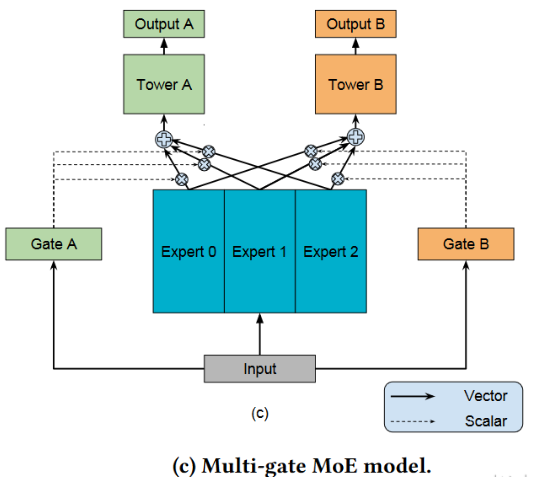 Output A
Output B
Tower A
Tower B
Gate A
Expert 0
Expert 1
Expert 2
Gate B
Input
Vector
Scalar
(c)
(c) Multi-gate MoE model.